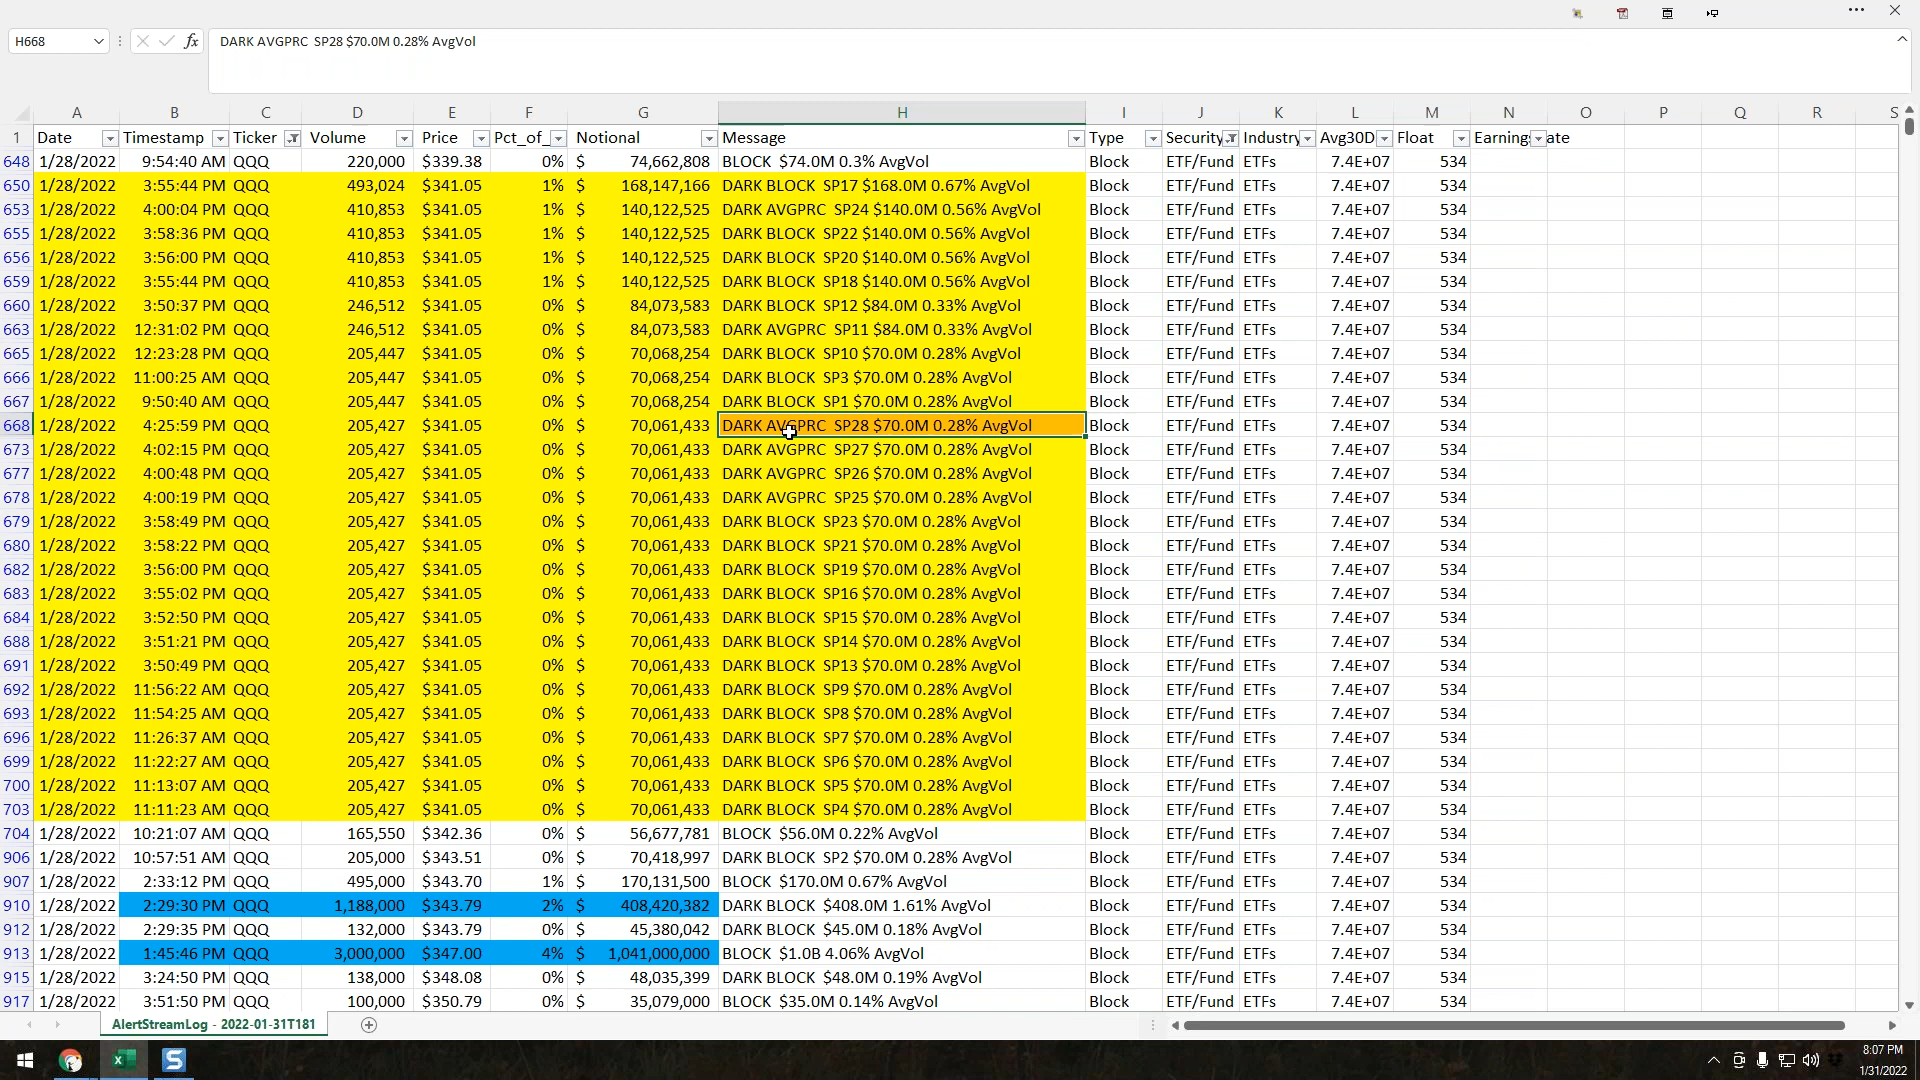 H668
fx
DARK AVGPRC  SP28 $70.0M 0.28% AvgVol
A B C D E F G H I J K L M N O P Q R S
1 Date Timestamp Ticker Volume Price Pct_of_ Notional Message Type Security Industry Avg30D Float Earnings ate
648 1/28/2022 9:54:40 AM QQQ 220,000 $339.38 0% $ 74,662,808 BLOCK  $74.0M 0.3% AvgVol Block ETF/Fund ETFs 7.4E+07 534
650 1/28/2022 3:55:44 PM QQQ 493,024 $341.05 1% $ 168,147,166 DARK BLOCK  SP17 $168.0M 0.67% AvgVol Block ETF/Fund ETFs 7.4E+07 534
653 1/28/2022 4:00:04 PM QQQ 410,853 $341.05 1% $ 140,122,525 DARK AVGPRC  SP24 $140.0M 0.56% AvgVol Block ETF/Fund ETFs 7.4E+07 534
655 1/28/2022 3:58:36 PM QQQ 410,853 $341.05 1% $ 140,122,525 DARK BLOCK  SP22 $140.0M 0.56% AvgVol Block ETF/Fund ETFs 7.4E+07 534
656 1/28/2022 3:56:00 PM QQQ 410,853 $341.05 1% $ 140,122,525 DARK BLOCK  SP20 $140.0M 0.56% AvgVol Block ETF/Fund ETFs 7.4E+07 534
659 1/28/2022 3:55:44 PM QQQ 410,853 $341.05 1% $ 140,122,525 DARK BLOCK  SP18 $140.0M 0.56% AvgVol Block ETF/Fund ETFs 7.4E+07 534
660 1/28/2022 3:50:37 PM QQQ 246,512 $341.05 0% $ 84,073,583 DARK BLOCK  SP12 $84.0M 0.33% AvgVol Block ETF/Fund ETFs 7.4E+07 534
663 1/28/2022 12:31:02 PM QQQ 246,512 $341.05 0% $ 84,073,583 DARK AVGPRC  SP11 $84.0M 0.33% AvgVol Block ETF/Fund ETFs 7.4E+07 534
665 1/28/2022 12:23:28 PM QQQ 205,447 $341.05 0% $ 70,068,254 DARK BLOCK  SP10 $70.0M 0.28% AvgVol Block ETF/Fund ETFs 7.4E+07 534
666 1/28/2022 11:00:25 AM QQQ 205,447 $341.05 0% $ 70,068,254 DARK BLOCK  SP3 $70.0M 0.28% AvgVol Block ETF/Fund ETFs 7.4E+07 534
667 1/28/2022 9:50:40 AM QQQ 205,447 $341.05 0% $ 70,068,254 DARK BLOCK  SP1 $70.0M 0.28% AvgVol Block ETF/Fund ETFs 7.4E+07 534
668 1/28/2022 4:25:59 PM QQQ 205,427 $341.05 0% $ 70,061,433 DARK AVGPRC  SP28 $70.0M 0.28% AvgVol Block ETF/Fund ETFs 7.4E+07 534
673 1/28/2022 4:02:15 PM QQQ 205,427 $341.05 0% $ 70,061,433 DARK AVGPRC  SP27 $70.0M 0.28% AvgVol Block ETF/Fund ETFs 7.4E+07 534
677 1/28/2022 4:00:48 PM QQQ 205,427 $341.05 0% $ 70,061,433 DARK AVGPRC  SP26 $70.0M 0.28% AvgVol Block ETF/Fund ETFs 7.4E+07 534
678 1/28/2022 4:00:19 PM QQQ 205,427 $341.05 0% $ 70,061,433 DARK AVGPRC  SP25 $70.0M 0.28% AvgVol Block ETF/Fund ETFs 7.4E+07 534
679 1/28/2022 3:58:49 PM QQQ 205,427 $341.05 0% $ 70,061,433 DARK BLOCK  SP23 $70.0M 0.28% AvgVol Block ETF/Fund ETFs 7.4E+07 534
680 1/28/2022 3:58:22 PM QQQ 205,427 $341.05 0% $ 70,061,433 DARK BLOCK  SP21 $70.0M 0.28% AvgVol Block ETF/Fund ETFs 7.4E+07 534
682 1/28/2022 3:56:00 PM QQQ 205,427 $341.05 0% $ 70,061,433 DARK BLOCK  SP19 $70.0M 0.28% AvgVol Block ETF/Fund ETFs 7.4E+07 534
683 1/28/2022 3:55:02 PM QQQ 205,427 $341.05 0% $ 70,061,433 DARK BLOCK  SP16 $70.0M 0.28% AvgVol Block ETF/Fund ETFs 7.4E+07 534
684 1/28/2022 3:52:50 PM QQQ 205,427 $341.05 0% $ 70,061,433 DARK BLOCK  SP15 $70.0M 0.28% AvgVol Block ETF/Fund ETFs 7.4E+07 534
688 1/28/2022 3:51:21 PM QQQ 205,427 $341.05 0% $ 70,061,433 DARK BLOCK  SP14 $70.0M 0.28% AvgVol Block ETF/Fund ETFs 7.4E+07 534
691 1/28/2022 3:50:49 PM QQQ 205,427 $341.05 0% $ 70,061,433 DARK BLOCK  SP13 $70.0M 0.28% AvgVol Block ETF/Fund ETFs 7.4E+07 534
692 1/28/2022 11:56:22 AM QQQ 205,427 $341.05 0% $ 70,061,433 DARK BLOCK  SP9 $70.0M 0.28% AvgVol Block ETF/Fund ETFs 7.4E+07 534
693 1/28/2022 11:54:25 AM QQQ 205,427 $341.05 0% $ 70,061,433 DARK BLOCK  SP8 $70.0M 0.28% AvgVol Block ETF/Fund ETFs 7.4E+07 534
696 1/28/2022 11:26:37 AM QQQ 205,427 $341.05 0% $ 70,061,433 DARK BLOCK  SP7 $70.0M 0.28% AvgVol Block ETF/Fund ETFs 7.4E+07 534
699 1/28/2022 11:22:27 AM QQQ 205,427 $341.05 0% $ 70,061,433 DARK BLOCK  SP6 $70.0M 0.28% AvgVol Block ETF/Fund ETFs 7.4E+07 534
700 1/28/2022 11:13:07 AM QQQ 205,427 $341.05 0% $ 70,061,433 DARK BLOCK  SP5 $70.0M 0.28% AvgVol Block ETF/Fund ETFs 7.4E+07 534
703 1/28/2022 11:11:23 AM QQQ 205,427 $341.05 0% $ 70,061,433 DARK BLOCK  SP4 $70.0M 0.28% AvgVol Block ETF/Fund ETFs 7.4E+07 534
704 1/28/2022 10:21:07 AM QQQ 165,550 $342.36 0% $ 56,677,781 BLOCK  $56.0M 0.22% AvgVol Block ETF/Fund ETFs 7.4E+07 534
906 1/28/2022 10:57:51 AM QQQ 205,000 $343.51 0% $ 70,418,997 DARK BLOCK  SP2 $70.0M 0.28% AvgVol Block ETF/Fund ETFs 7.4E+07 534
907 1/28/2022 2:33:12 PM QQQ 495,000 $343.70 1% $ 170,131,500 BLOCK  $170.0M 0.67% AvgVol Block ETF/Fund ETFs 7.4E+07 534
910 1/28/2022 2:29:30 PM QQQ 1,188,000 $343.79 2% $ 408,420,382 DARK BLOCK  $408.0M 1.61% AvgVol Block ETF/Fund ETFs 7.4E+07 534
912 1/28/2022 2:29:35 PM QQQ 132,000 $343.79 0% $ 45,380,042 DARK BLOCK  $45.0M 0.18% AvgVol Block ETF/Fund ETFs 7.4E+07 534
913 1/28/2022 1:45:46 PM QQQ 3,000,000 $347.00 4% $ 1,041,000,000 BLOCK  $1.0B 4.06% AvgVol Block ETF/Fund ETFs 7.4E+07 534
915 1/28/2022 3:24:50 PM QQQ 138,000 $348.08 0% $ 48,035,399 DARK BLOCK  $48.0M 0.19% AvgVol Block ETF/Fund ETFs 7.4E+07 534
917 1/28/2022 3:51:50 PM QQQ 100,000 $350.79 0% $ 35,079,000 BLOCK  $35.0M 0.14% AvgVol Block ETF/Fund ETFs 7.4E+07 534
AlertStreamLog - 2022-01-31T181
8:07 PM
1/31/2022